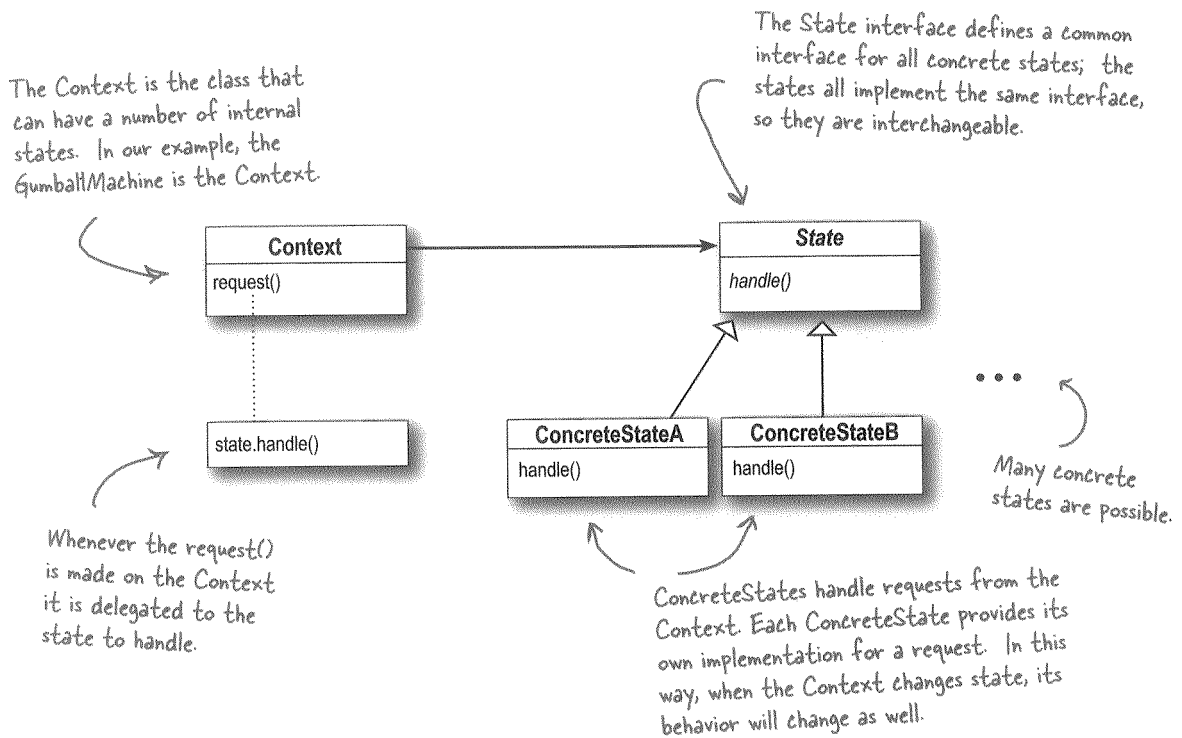 The Context is the class that
can have a number of internal
states. In our example, the
GumballMachine is the Context.
The State interface defines a common
interface for all concrete states; the
states all implement the same interface,
so they are interchangeable.
Context
request()
State
handle()
state.handle()
ConcreteStateA
handle()
ConcreteStateB
handle()
•••
Many concrete
states are possible.
Whenever the request()
is made on the Context
it is delegated to the
state to handle.
ConcreteStates handle requests from the
Context. Each ConcreteState provides its
own implementation for a request. In this
way, when the Context changes state, its
behavior will change as well.